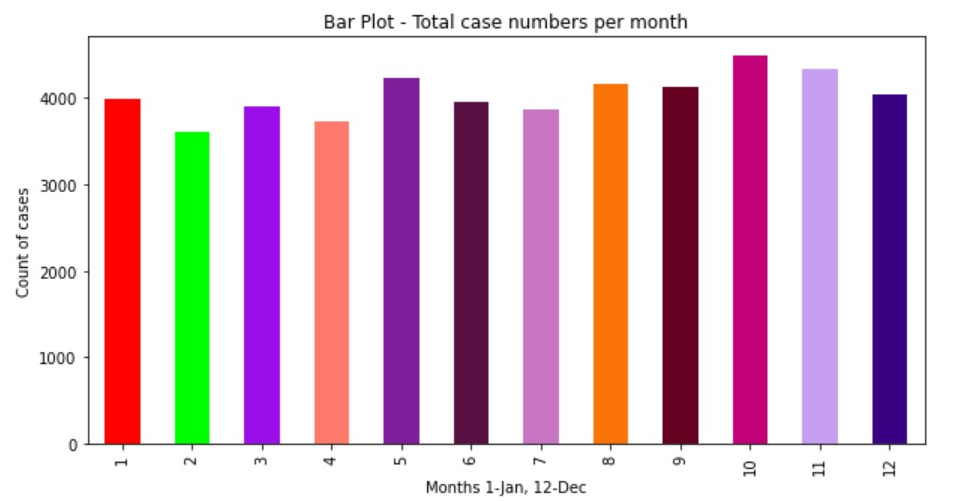 Bar Plot - Total case numbers per month
4000
3000
2000
1000
0
Count of cases
1 2 3 4 5 6 7 8 9 10 11 12
Months 1-Jan, 12-Dec